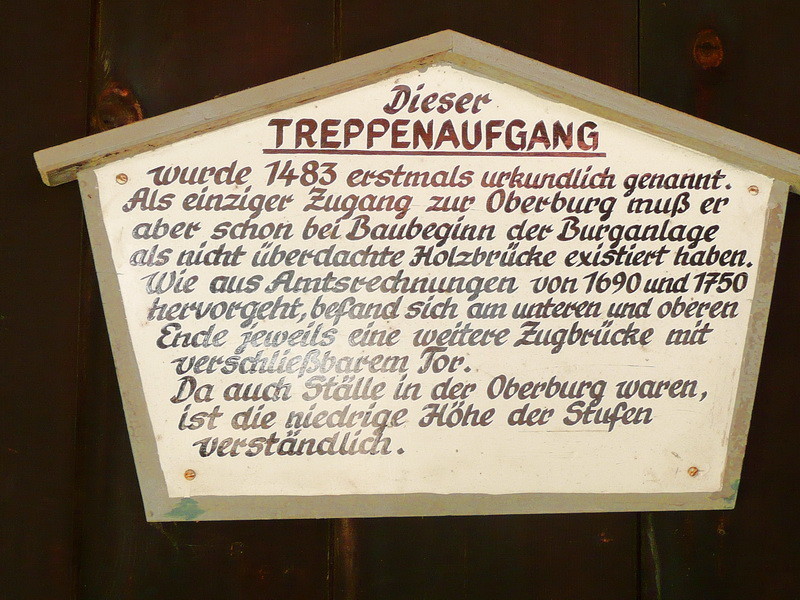 Dieser
TREPPENAUFGANG
wurde 1483 erstmals urkundlich genannt.
Als einziger Zugang zur Oberburg muß er
aber schon bei Baubeginn der Burganlage
als nicht überdachte Holzbrücke existiert haben.
Wie aus Amtsrechnungen von 1690 und 1750
hervorgeht, befand sich am unteren und oberen
Ende jeweils eine weitere Zugbrücke mit
verschließbarem Tor.
Da auch Ställe in der Oberburg waren,
ist die niedrige Höhe der Stufen
verständlich.